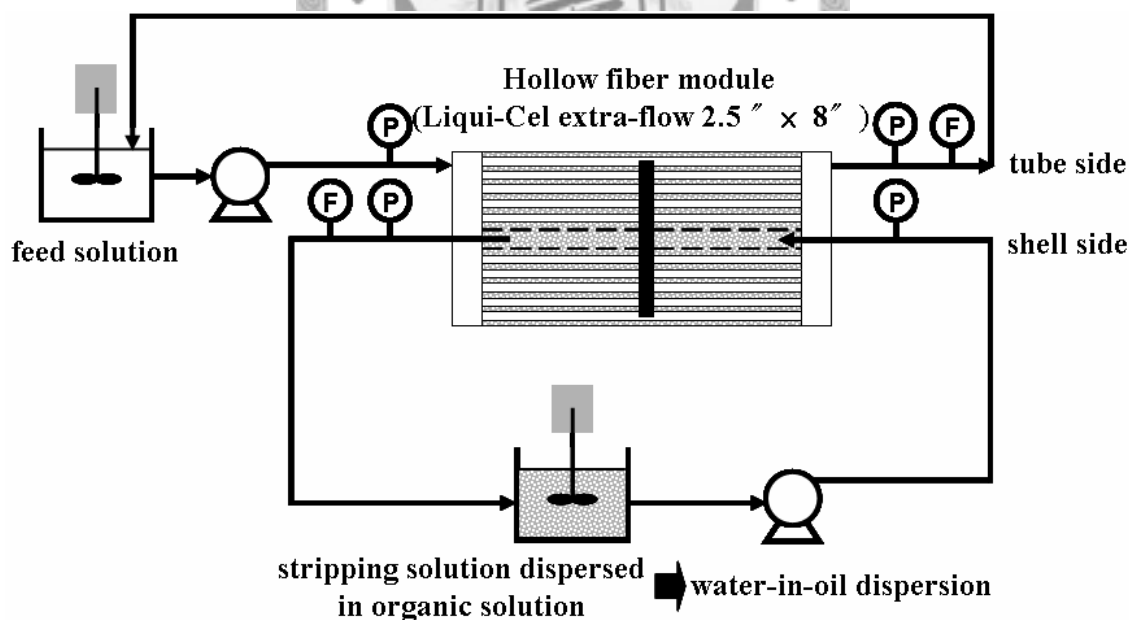 Hollow fiber module
(Liqui-Cel extra-flow 2.5 ″ × 8″ )
P
P
F
tube side
F
P
P
shell side
feed solution
stripping solution dispersed
in organic solution
water-in-oil dispersion